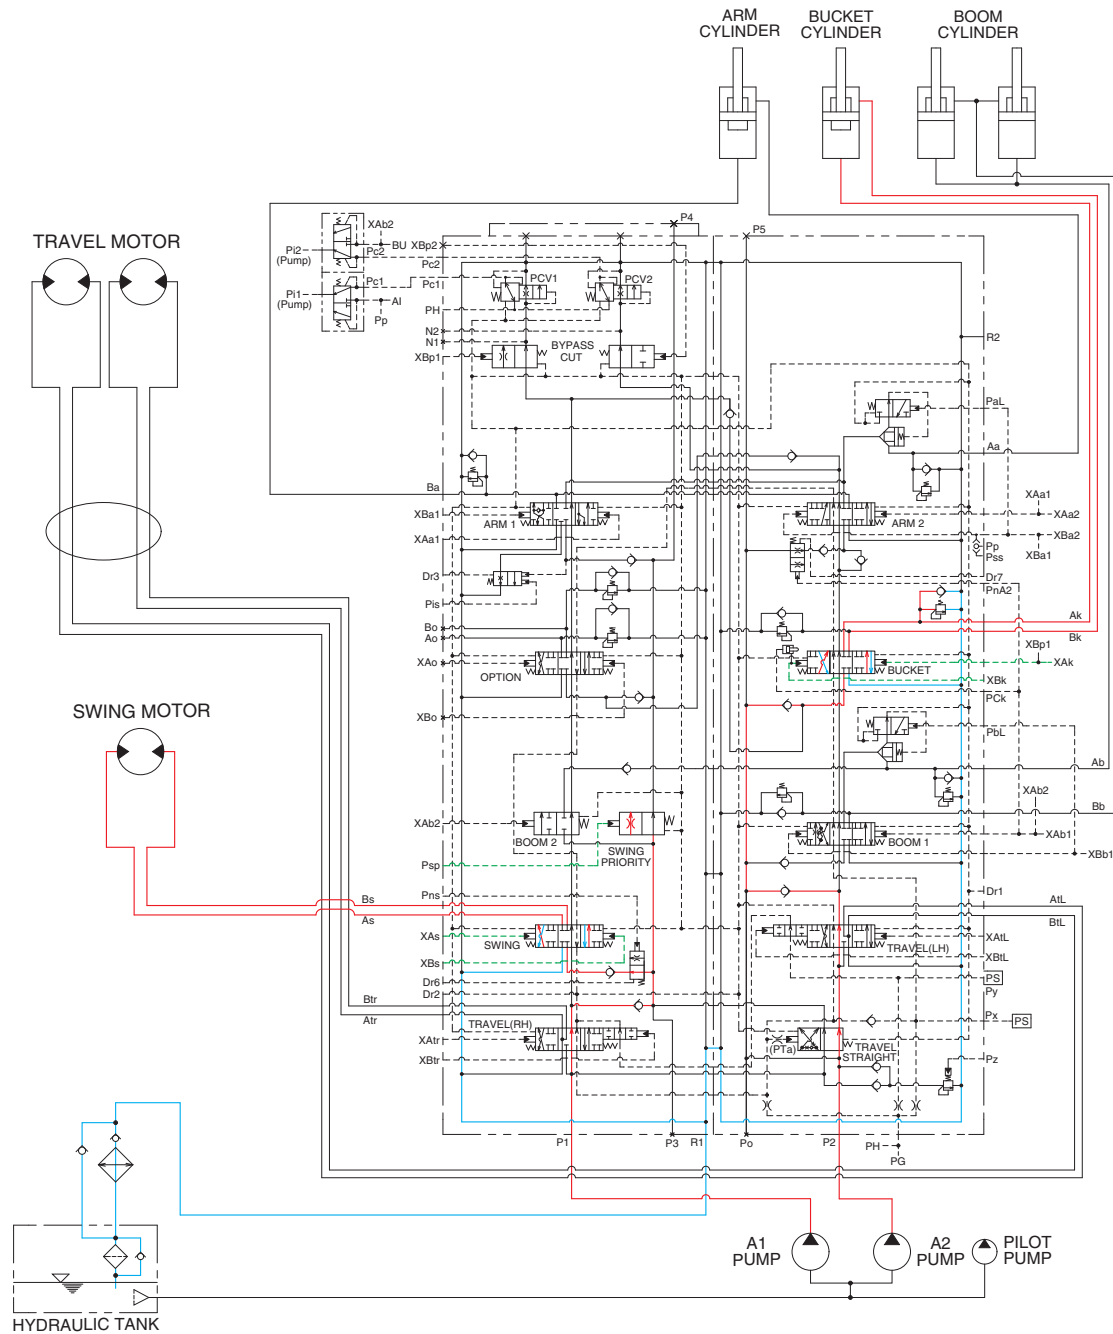 ARM
CYLINDER
BUCKET
CYLINDER
BOOM
CYLINDER
TRAVEL MOTOR
XAb2
Pi2
(Pump)
BU
Pc2
XBp2
P4
P5
Pc2
Pc1
Pi1
(Pump)
Pc1
AI
Pp
PCV1
PCV2
PH
N2
N1
XBp1
BYPASS
CUT
R2
PaL
Aa
Ba
XBa1
ARM 1
XAa1
ARM 2
XAa1
XAa2
XBa2
XBa1
Pp
Pss
Dr3
Pis
Dr7
PnA2
Bo
Ao
Ak
Bk
XBp1
XAo
OPTION
BUCKET
XAk
XBk
PCk
XBo
PbL
SWING MOTOR
Ab
XAb2
Bb
XAb2
BOOM 2
SWING
PRIORITY
BOOM 1
XAb1
XBb1
Psp
Pns
Dr1
Bs
As
AtL
BtL
XAs
SWING
TRAVEL(LH)
XAtL
XBs
XBtL
Dr6
Dr2
PS
Py
Btr
Atr
TRAVEL(RH)
Px
PS
XAtr
(PTa)
TRAVEL
STRAIGHT
XBtr
Pz
P1
P3
R1
Po
P2
PH
PG
A1
PUMP
A2
PUMP
PILOT
PUMP
HYDRAULIC TANK